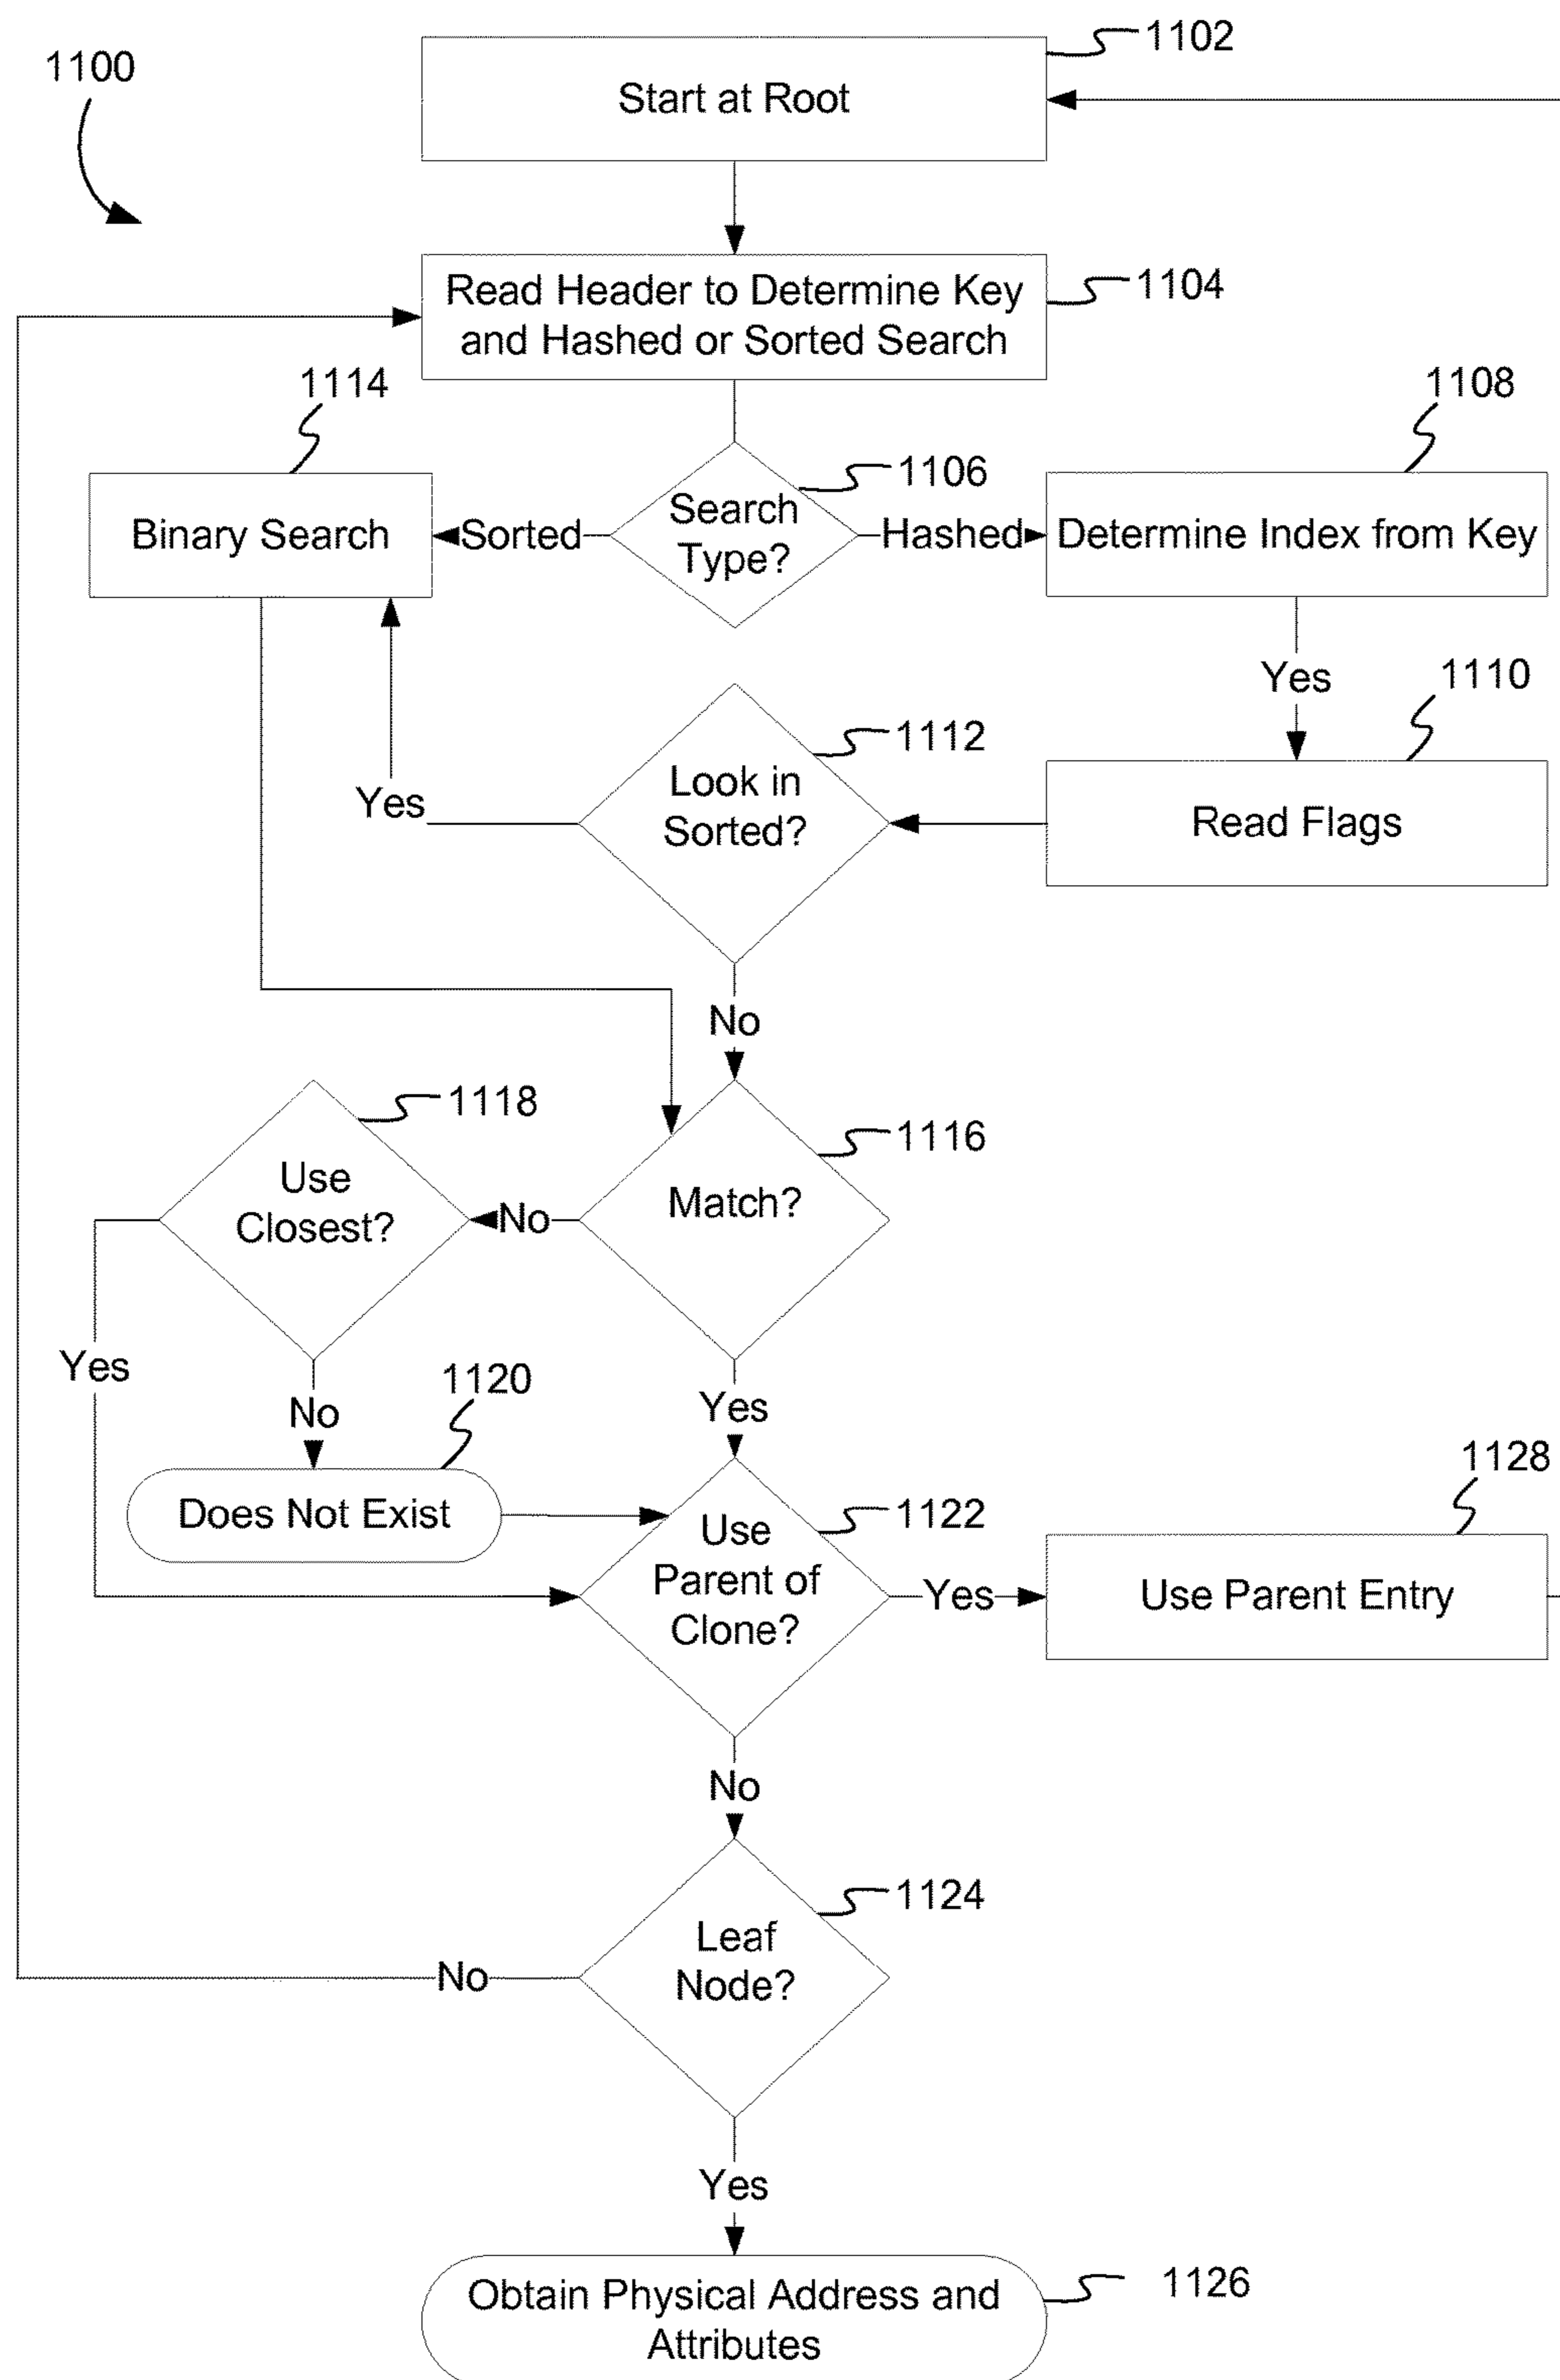 1100
1102
Start at Root
Read Header to Determine Key
and Hashed or Sorted Search
1104
1114
1108
1106
Binary Search
Sorted
Search
Type?
Hashed
Determine Index from Key
Yes
1110
1112
Look in
Sorted?
Yes
Read Flags
No
1118
1116
Use
Closest?
No
Match?
Yes
No
1120
Yes
1128
Does Not Exist
1122
Use
Parent of
Clone?
Yes
Use Parent Entry
No
1124
Leaf
Node?
No
Yes
Obtain Physical Address and
Attributes
1126